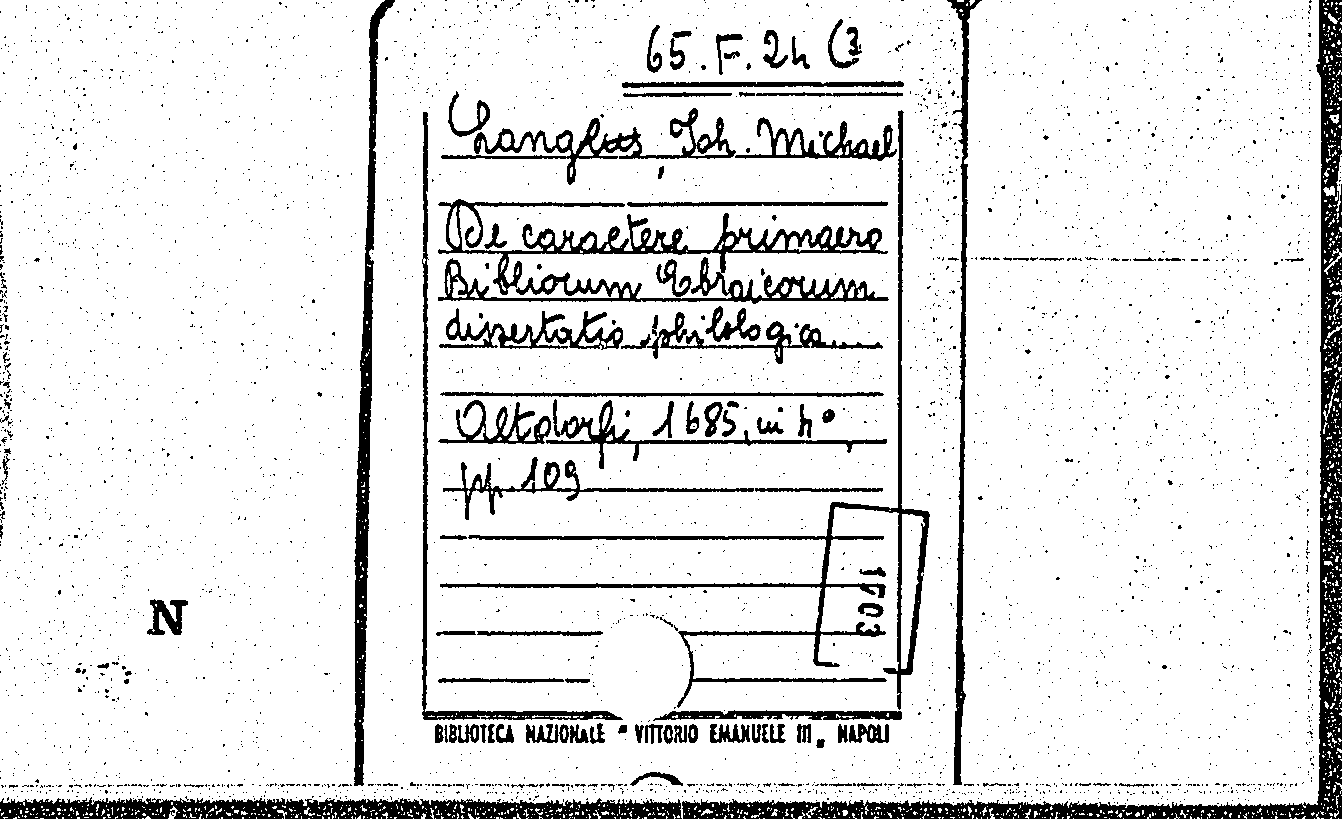 65.F.24 (3
Langius, Joh. Michael
De caractere primaero
Bibliorum Ebraicorum
dissertatio philologica....
Altdorfi, 1685, in 4°,
pp. 109
1703
N
BIBLIOTECA NAZIONALE " VITTORIO EMANUELE III „ NAPOLI